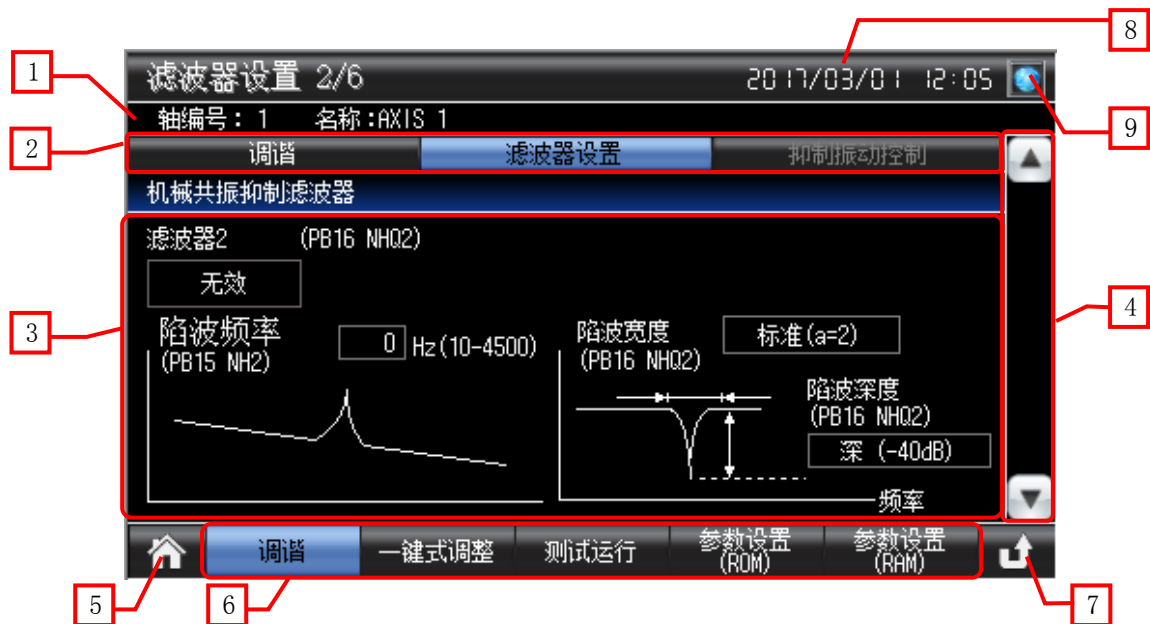 8
滤波器设置 2/6 2017/03/01 12:05
1
轴编号: 1 名称:AXIS 1
9
2
调谐 滤波器设置 抑制振动控制
机械共振抑制滤波器
滤波器2 (PB16 NHQ2)
无效
4
3
陷波频率 0 Hz(10-4500)
(PB15 NH2)
陷波宽度 标准(a=2)
(PB16 NHQ2)
陷波深度
(PB16 NHQ2)
深 (-40dB)
频率
调谐 一键式调整 测试运行 参数设置 (ROM) 参数设置 (RAM)
5
6
7